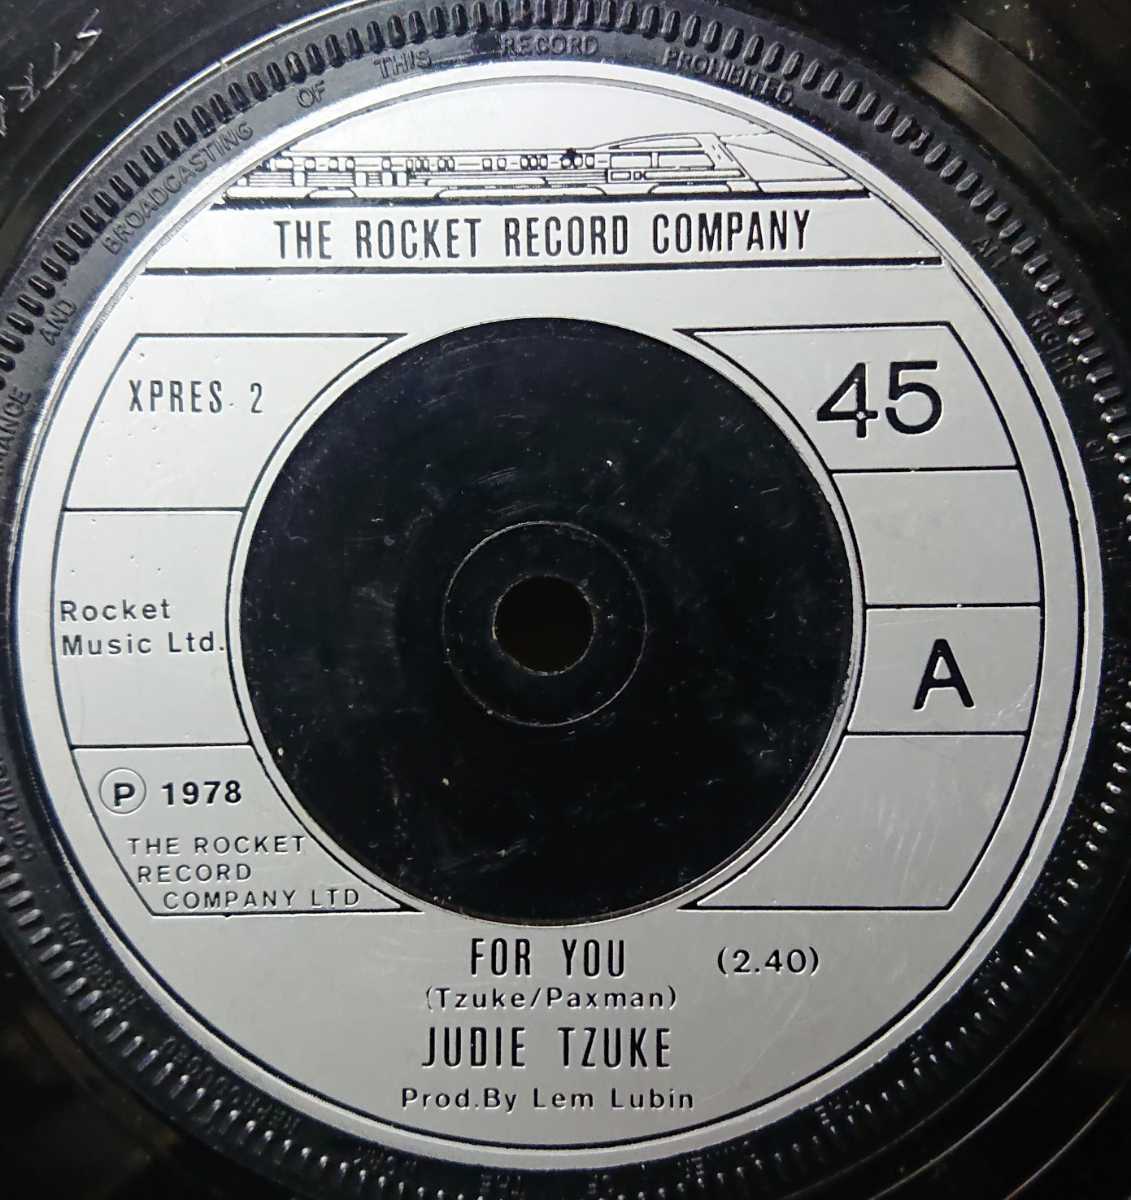 AND BROADCASTING OF THIS RECORD PROHIBITED.
THE ROCKET RECORD COMPANY
XPRES 2
45
Rocket
Music Ltd.
A
Ⓟ 1978
THE ROCKET
RECORD
COMPANY LTD
FOR YOU (2.40)
(Tzuke/Paxman)
JUDIE TZUKE
Prod.By Lem Lubin